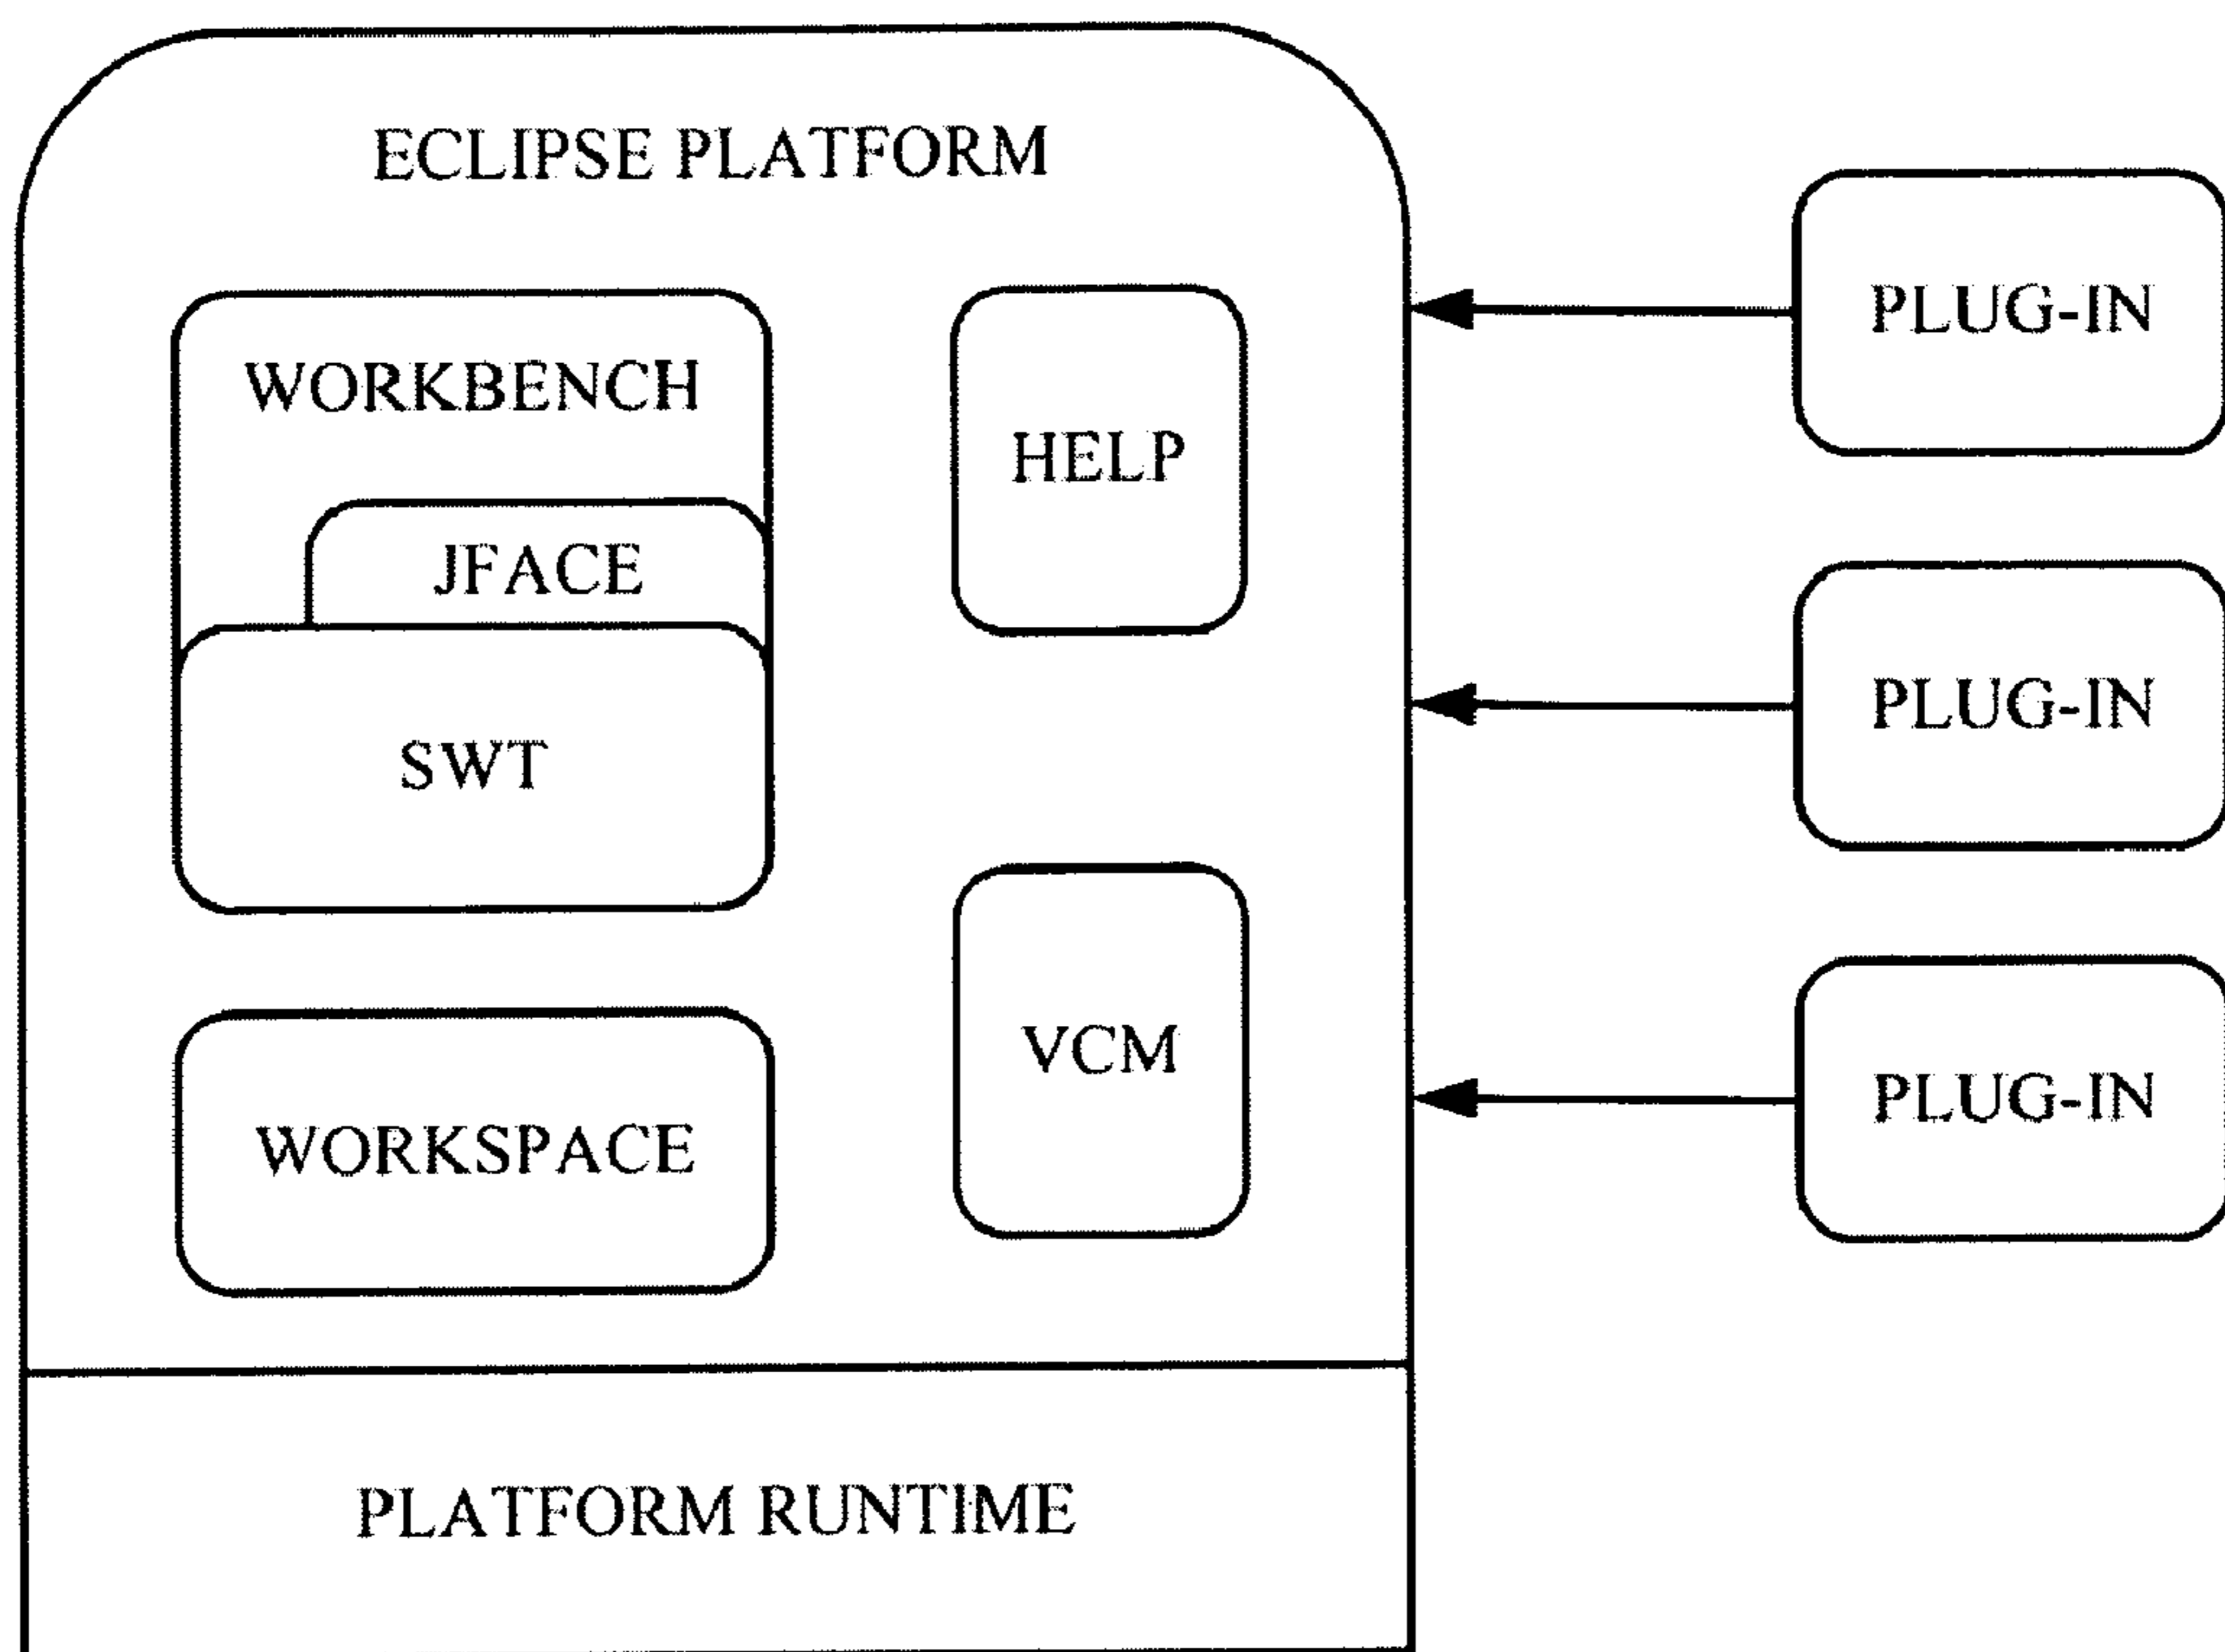 ECLIPSE PLATFORM
WORKBENCH
JFACE
SWT
WORKSPACE
HELP
VCM
PLATFORM RUNTIME
PLUG-IN
PLUG-IN
PLUG-IN